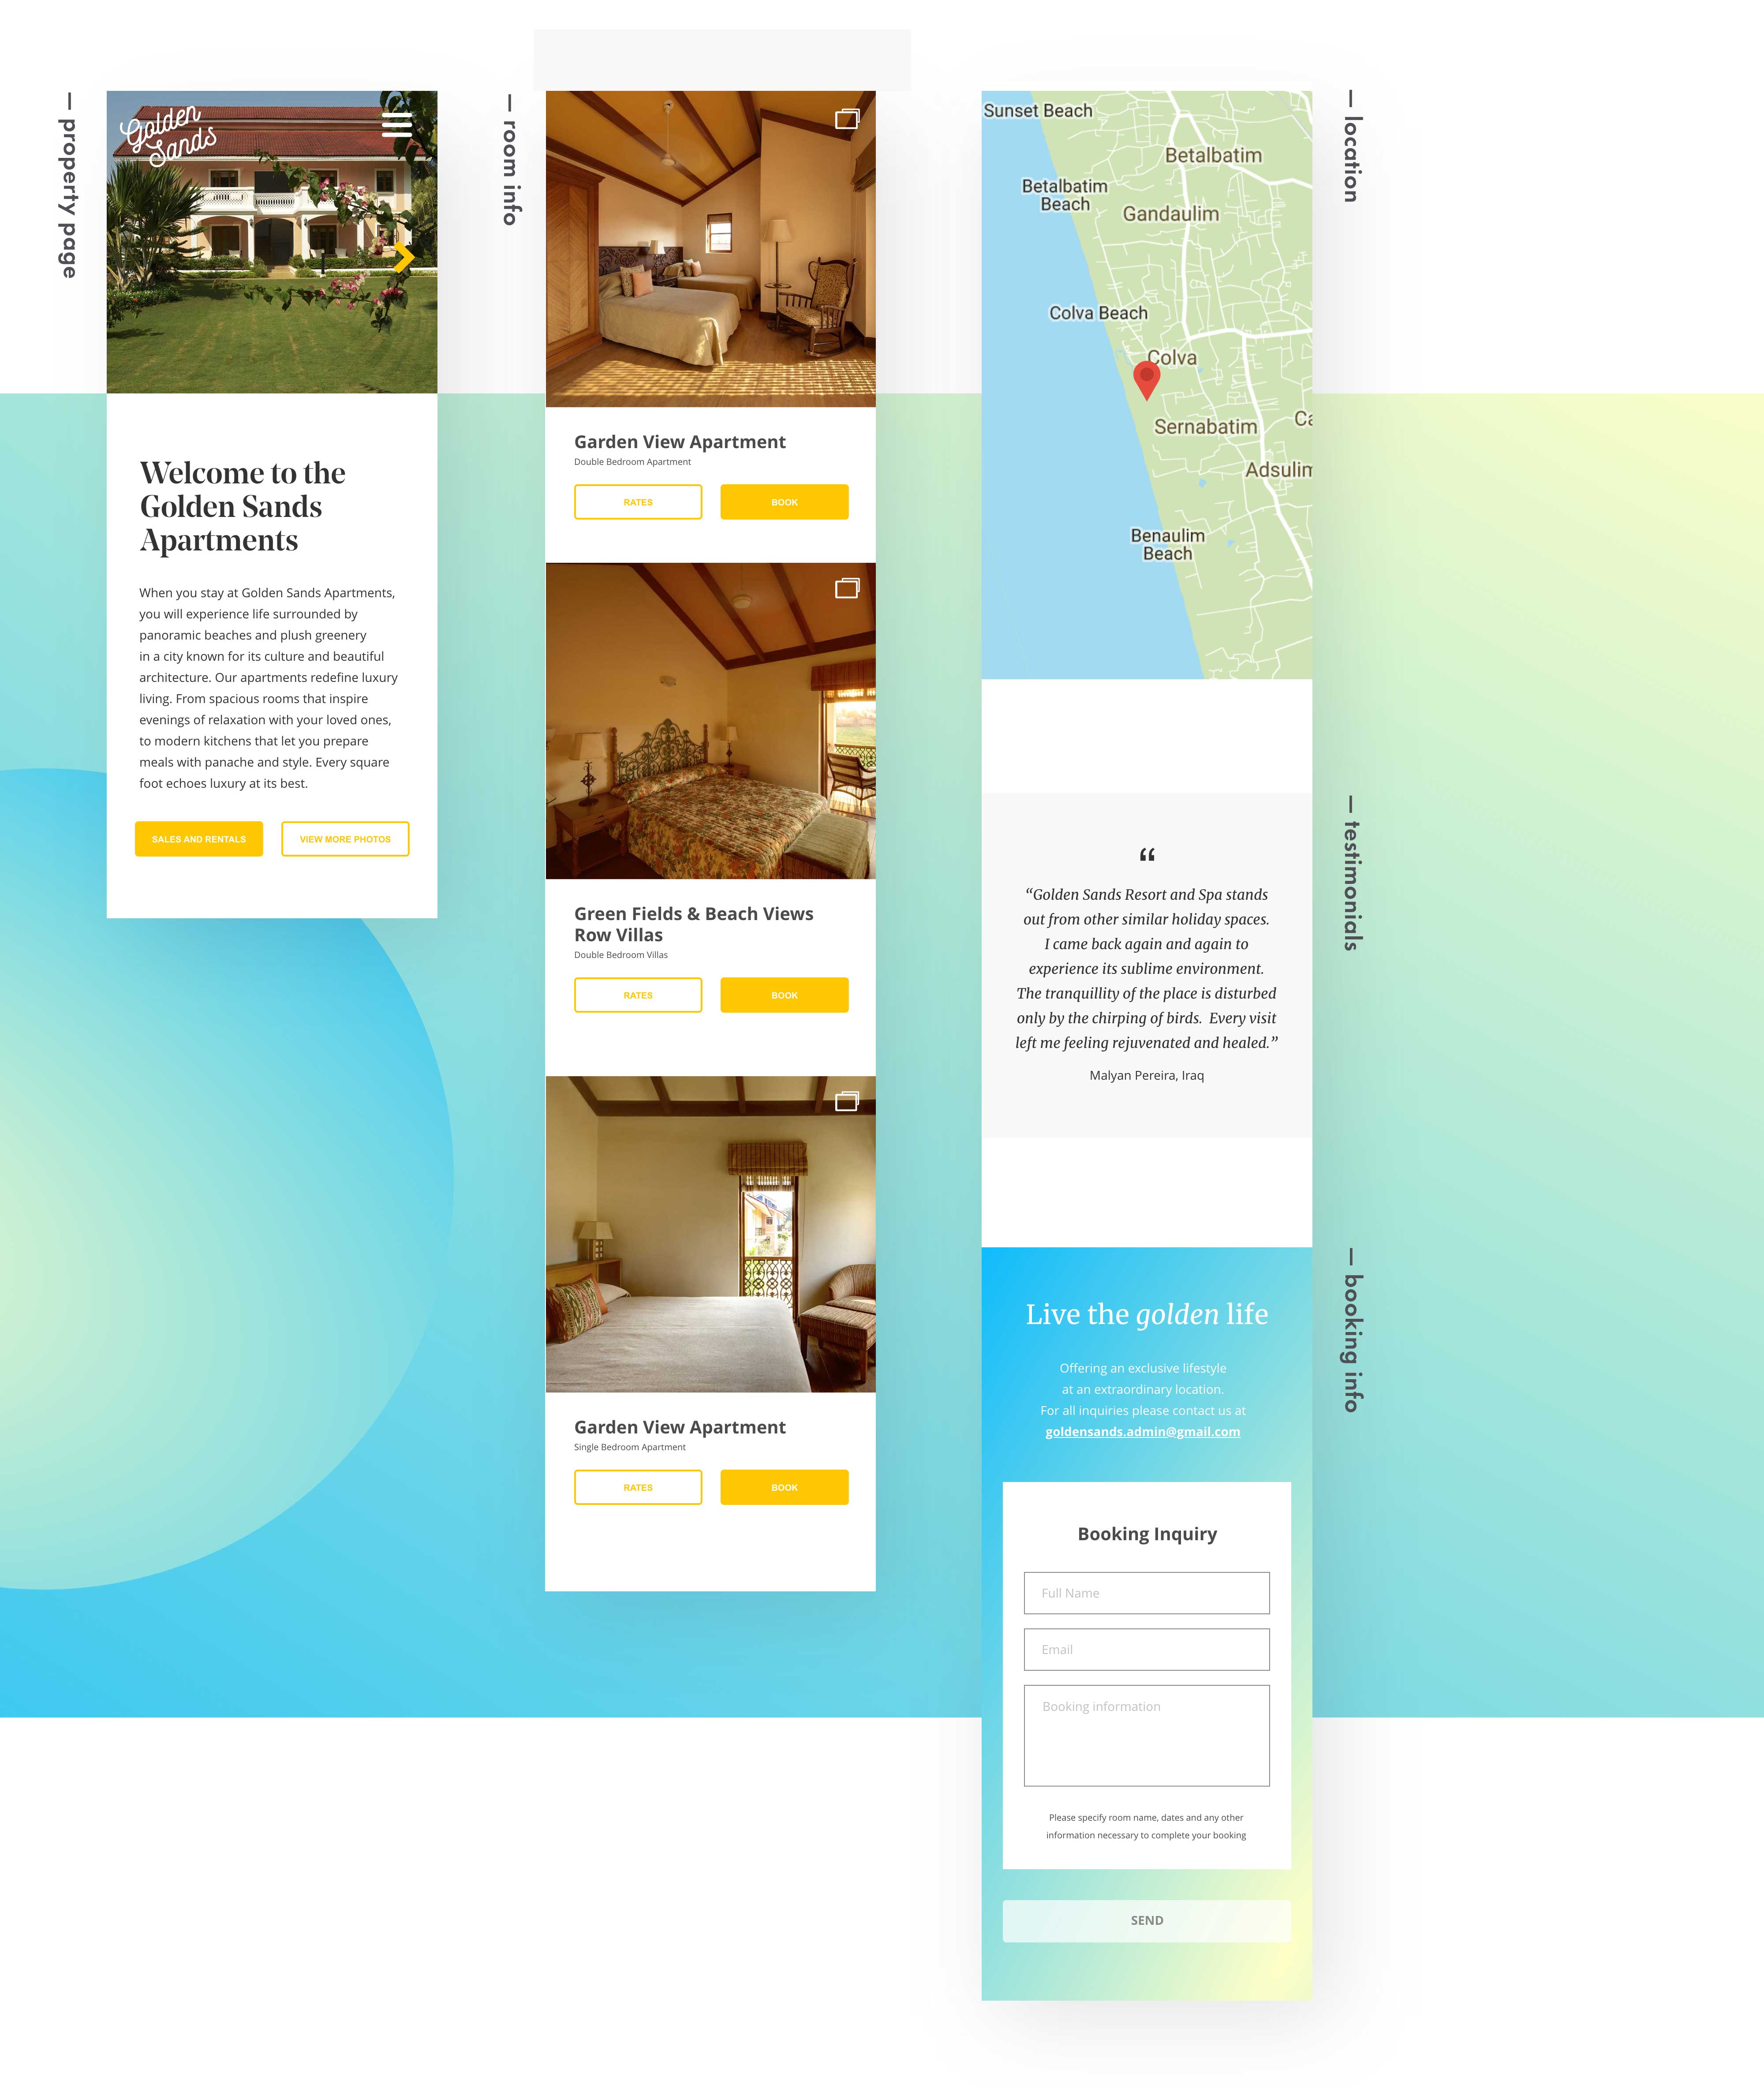 — property page
Golden
Sands
Welcome to the
Golden Sands
Apartments
When you stay at Golden Sands Apartments,
you will experience life surrounded by
panoramic beaches and plush greenery
in a city known for its culture and beautiful
architecture. Our apartments redefine luxury
living. From spacious rooms that inspire
evenings of relaxation with your loved ones,
to modern kitchens that let you prepare
meals with panache and style. Every square
foot echoes luxury at its best.
SALES AND RENTALS
VIEW MORE PHOTOS
— room info
Garden View Apartment
Double Bedroom Apartment
RATES
BOOK
Green Fields & Beach Views
Row Villas
Double Bedroom Villas
RATES
BOOK
Garden View Apartment
Single Bedroom Apartment
RATES
BOOK
— location
Sunset Beach
Betalbatim
Betalbatim
Beach
Gandaulim
Colva Beach
Colva
Sernabatim
Ca
Adsulim
Benaulim
Beach
— testimonials
“
“Golden Sands Resort and Spa stands
out from other similar holiday spaces.
I came back again and again to
experience its sublime environment.
The tranquillity of the place is disturbed
only by the chirping of birds.  Every visit
left me feeling rejuvenated and healed.”
Malyan Pereira, Iraq
— booking info
Live the golden life
Offering an exclusive lifestyle
at an extraordinary location.
For all inquiries please contact us at
goldensands.admin@gmail.com
Booking Inquiry
Full Name
Email
Booking information
Please specify room name, dates and any other
information necessary to complete your booking
SEND